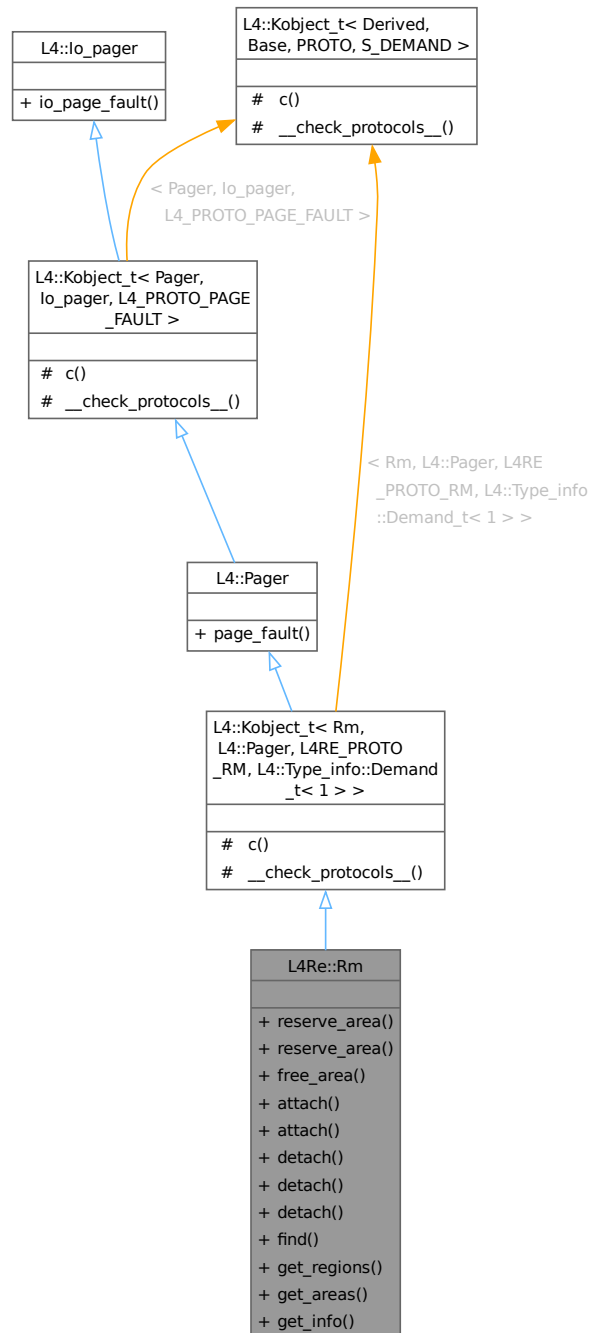 L4::Io_pager
+ io_page_fault()
L4::Kobject_t< Derived,
Base, PROTO, S_DEMAND >
# c()
# __check_protocols__()
< Pager, Io_pager,
L4_PROTO_PAGE_FAULT >
L4::Kobject_t< Pager,
Io_pager, L4_PROTO_PAGE
_FAULT >
# c()
# __check_protocols__()
< Rm, L4::Pager, L4RE
_PROTO_RM, L4::Type_info
::Demand_t< 1 > >
L4::Pager
+ page_fault()
L4::Kobject_t< Rm,
L4::Pager, L4RE_PROTO
_RM, L4::Type_info::Demand
_t< 1 > >
# c()
# __check_protocols__()
L4Re::Rm
+ reserve_area()
+ reserve_area()
+ free_area()
+ attach()
+ attach()
+ detach()
+ detach()
+ detach()
+ find()
+ get_regions()
+ get_areas()
+ get_info()